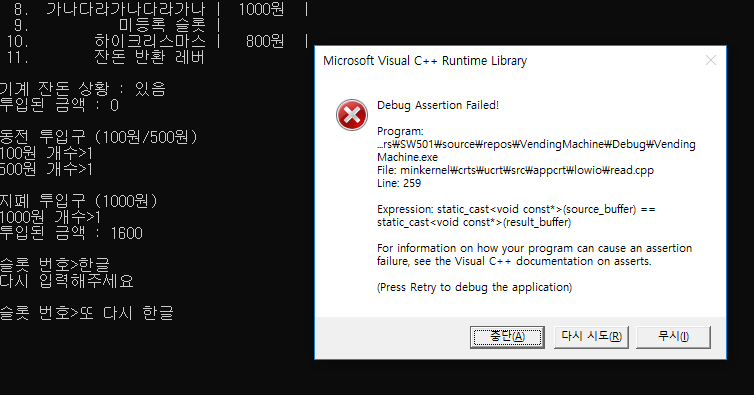 8. 가나다라가나다라가나 | 1000원 |
9. 미등록 슬롯 |
10. 하이크리스마스 | 800원 |
11. 잔돈 반환 레버
기계 잔돈 상황 : 있음
투입된 금액 : 0
동전 투입구 (100원/500원)
100원 개수>1
500원 개수>1
지폐 투입구 (1000원)
1000원 개수>1
투입된 금액 : 1600
슬롯 번호>한글
다시 입력해주세요
슬롯 번호>또 다시 한글
Microsoft Visual C++ Runtime Library
Debug Assertion Failed!
Program:
...rs₩SW501₩source₩repos₩VendingMachine₩Debug₩Vending
Machine.exe
File: minkernel₩crts₩ucrt₩src₩appcrt₩lowio₩read.cpp
Line: 259
Expression: static_cast<void const*>(source_buffer) ==
static_cast<void const*>(result_buffer)
For information on how your program can cause an assertion
failure, see the Visual C++ documentation on asserts.
(Press Retry to debug the application)
중단(A)
다시 시도(R)
무시(I)